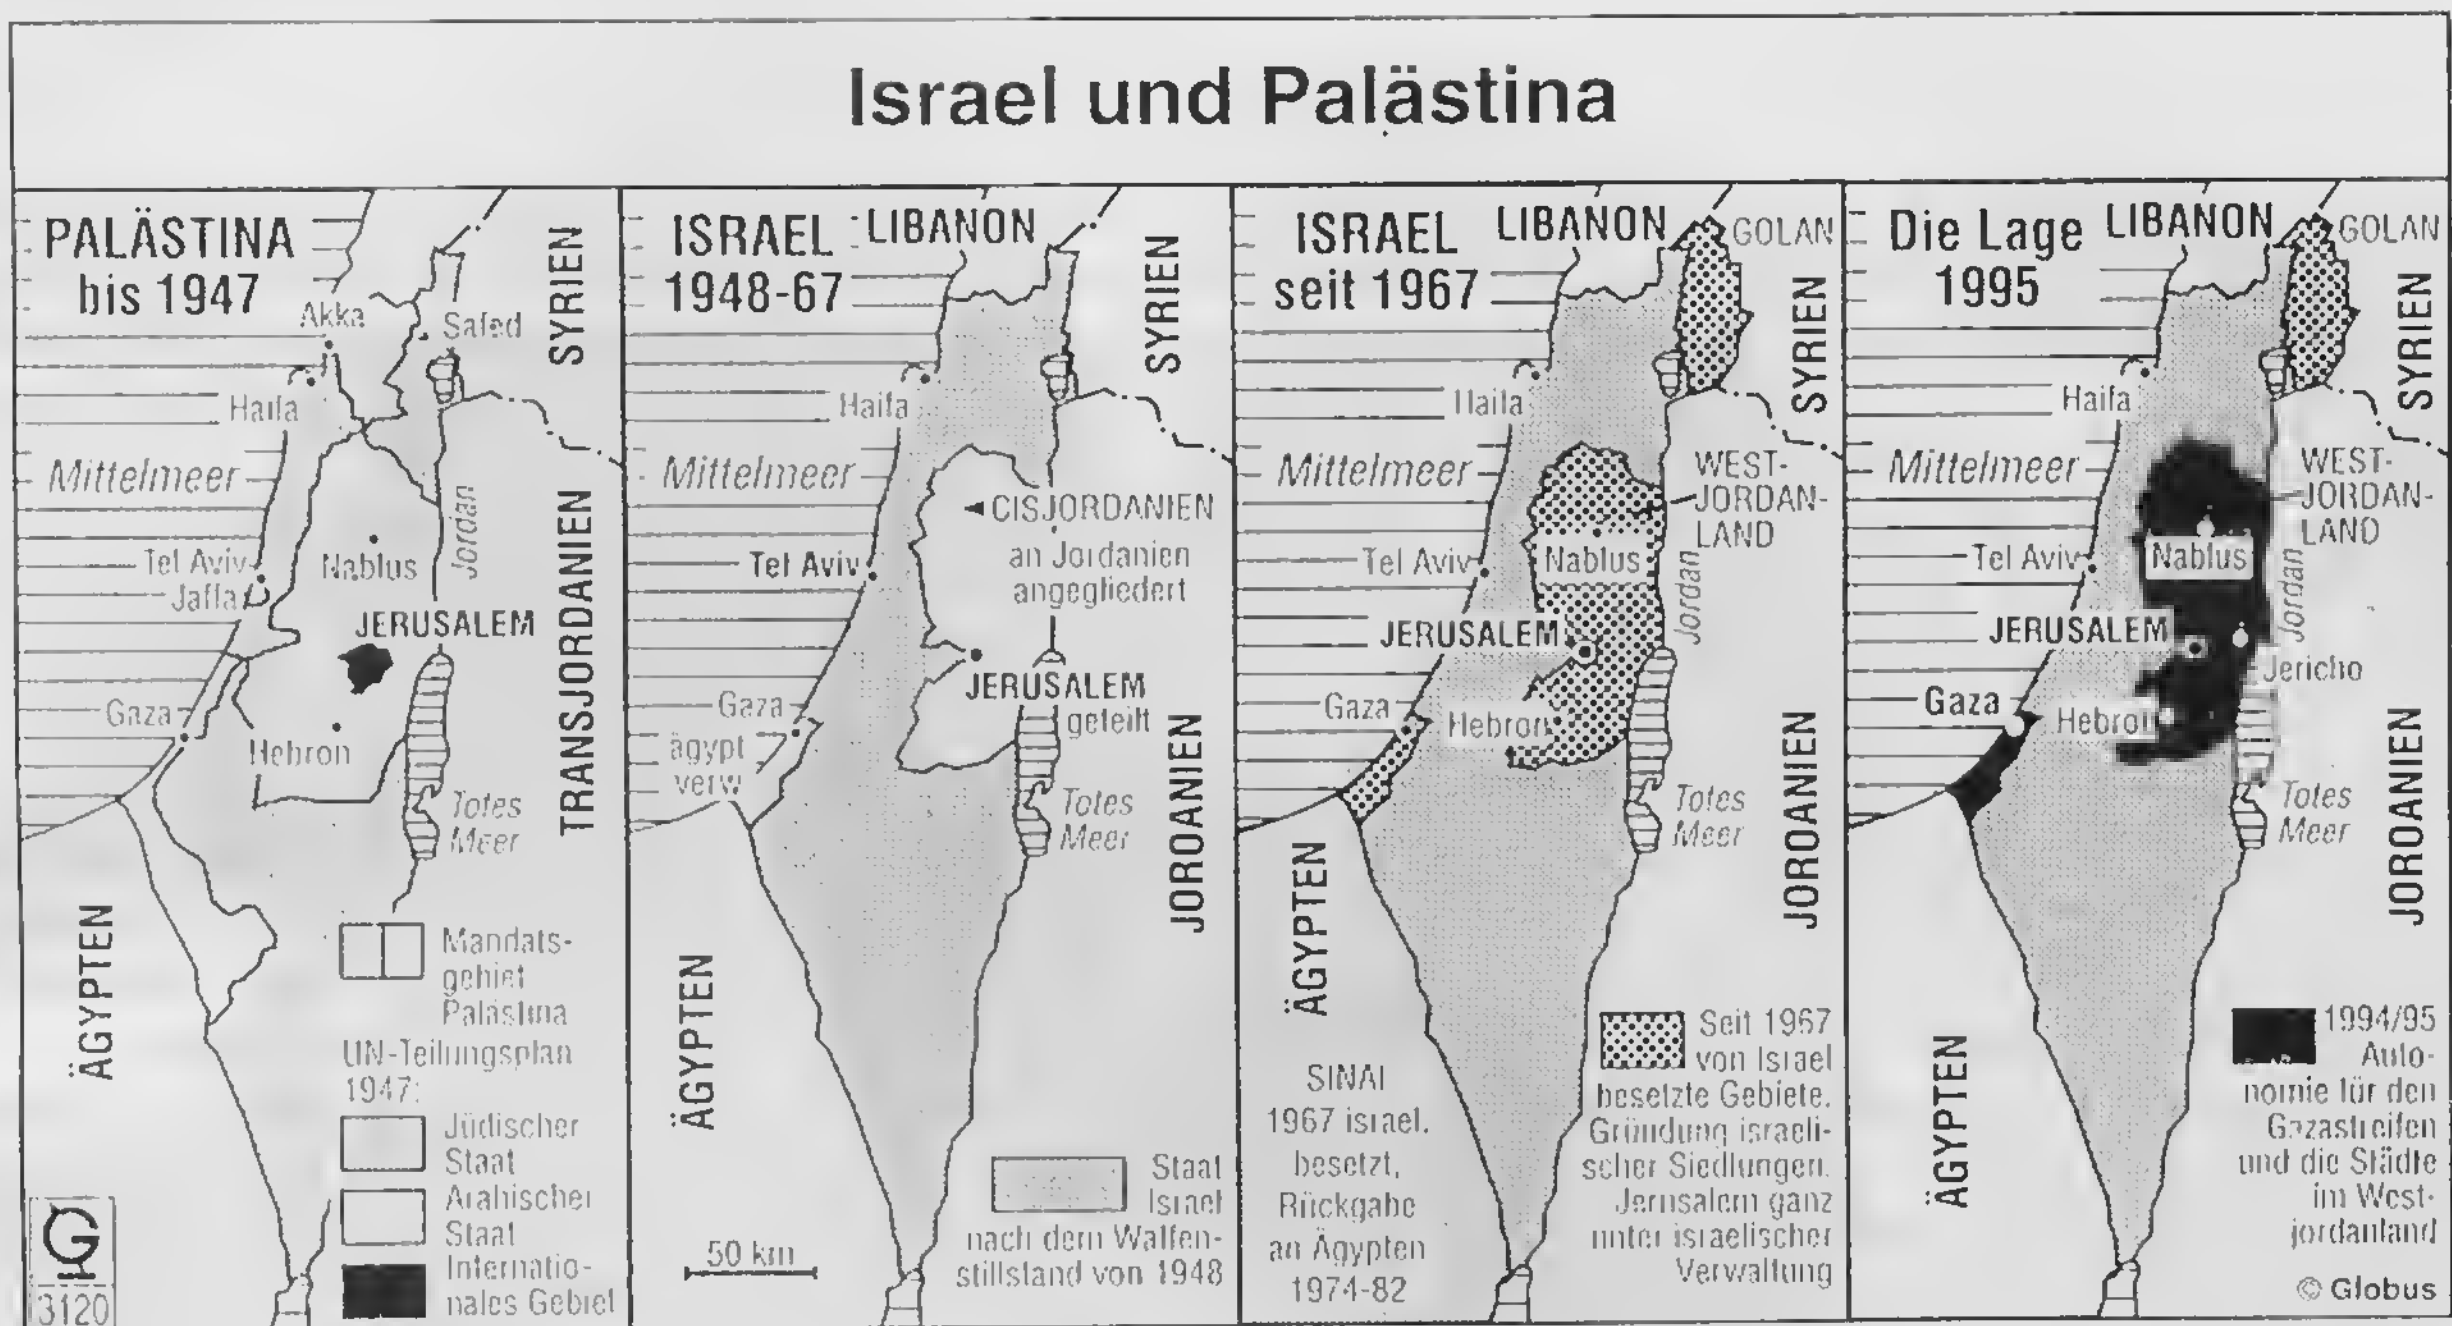 Israel und Palästina
PALÄSTINA
bis 1947
Akka
Safed
SYRIEN
Haifa
Mittelmeer
Jordan
Tel Aviv
Jaffa
Nablus
JERUSALEM
TRANSJORDANIEN
Gaza
Hebron
Totes
Meer
ÄGYPTEN
Mandats-
gebiet
Palästina
UN-Teilungsplan
1947:
Jüdischer
Staat
Arabischer
Staat
Internatio-
nales Gebiet
3120
ISRAEL
1948-67
LIBANON
SYRIEN
Haifa
Mittelmeer
CISJORDANIEN
an Jordanien
angegliedert
Tel Aviv
JERUSALEM
geteilt
Gaza
ägypt
verw
Totes
Meer
JOROANIEN
ÄGYPTEN
50 km
Staat
Israel
nach dem Waffen-
stillstand von 1948
ISRAEL
seit 1967
LIBANON
GOLAN
SYRIEN
Haifa
Mittelmeer
WEST-
JORDAN-
LAND
Tel Aviv
Nablus
Jordan
JERUSALEM
Gaza
Hebron
Totes
Meer
JOROANIEN
ÄGYPTEN
SINAI
1967 israel.
besetzt,
Rückgabe
an Ägypten
1974-82
Seit 1967
von Israel
besetzte Gebiete.
Gründung israeli-
scher Siedlungen.
Jerusalem ganz
unter israelischer
Verwaltung
Die Lage
1995
LIBANON
GOLAN
SYRIEN
Haifa
Mittelmeer
WEST-
JORDAN-
LAND
Tel Aviv
Nablus
Jordan
JERUSALEM
Jericho
Gaza
Hebron
Totes
Meer
JOROANIEN
ÄGYPTEN
1994/95
Auto-
nomie für den
Gazastreifen
und die Städte
im West-
jordanland
© Globus